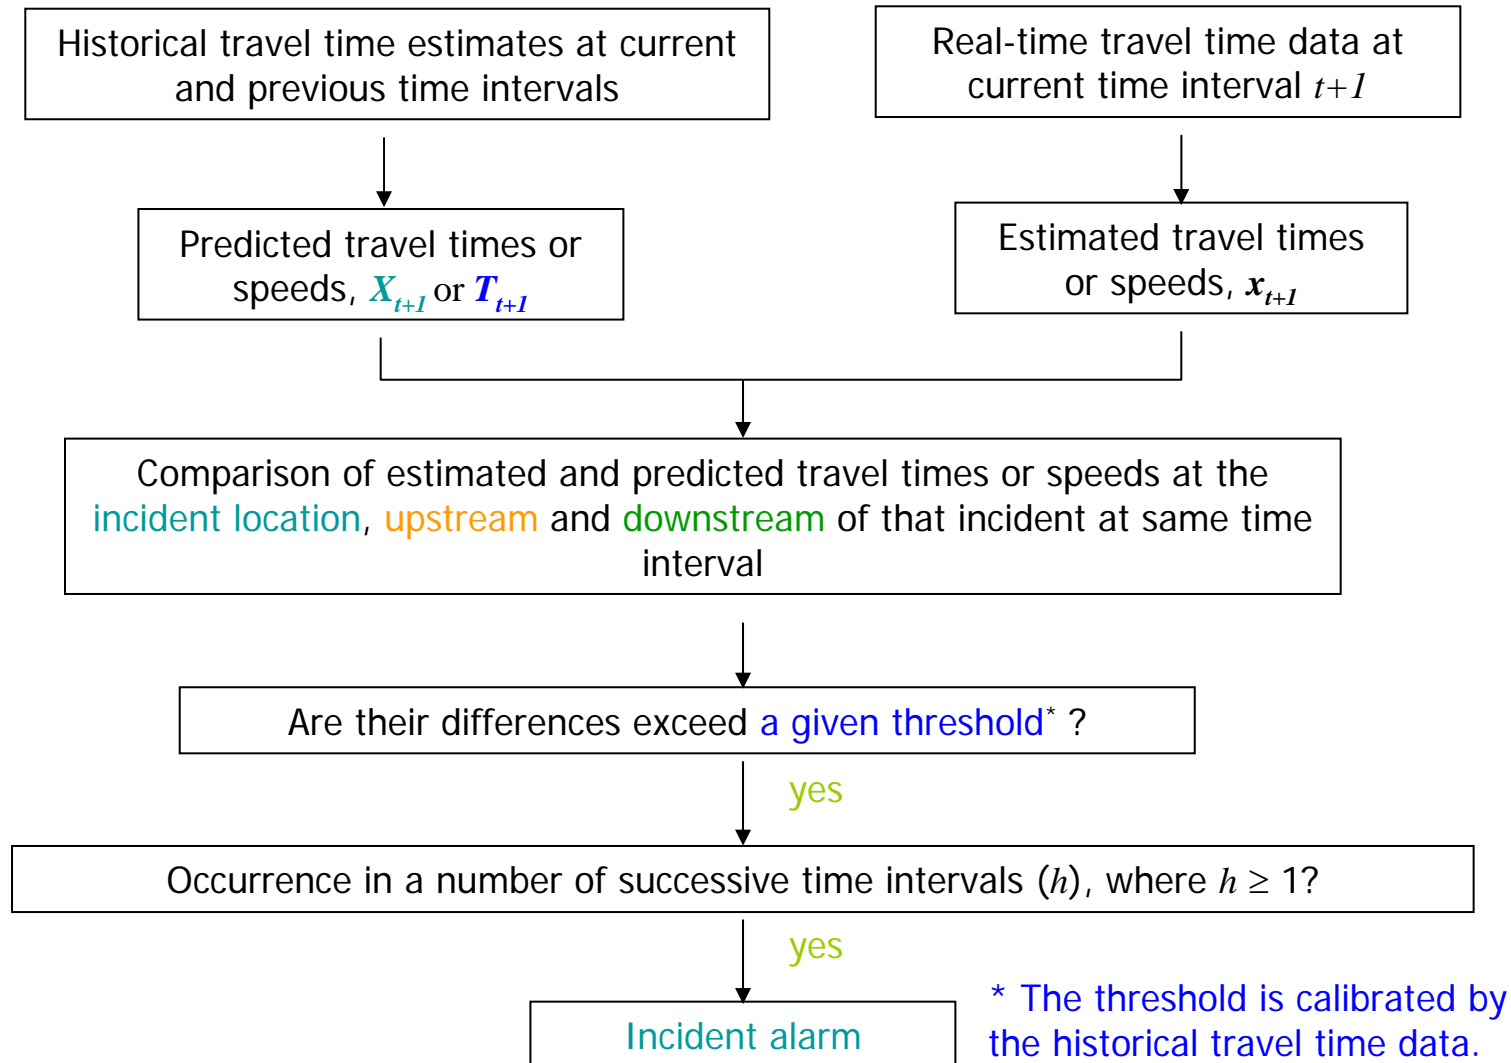 Historical travel time estimates at current
and previous time intervals
Real-time travel time data at
current time interval t+1
Predicted travel times or
speeds, X_{t+1} or T_{t+1}
Estimated travel times
or speeds, x_{t+1}
Comparison of estimated and predicted travel times or speeds at the
incident location, upstream and downstream of that incident at same time
interval
Are their differences exceed a given threshold* ?
yes
Occurrence in a number of successive time intervals (h), where h ≥ 1?
yes
Incident alarm
* The threshold is calibrated by
the historical travel time data.